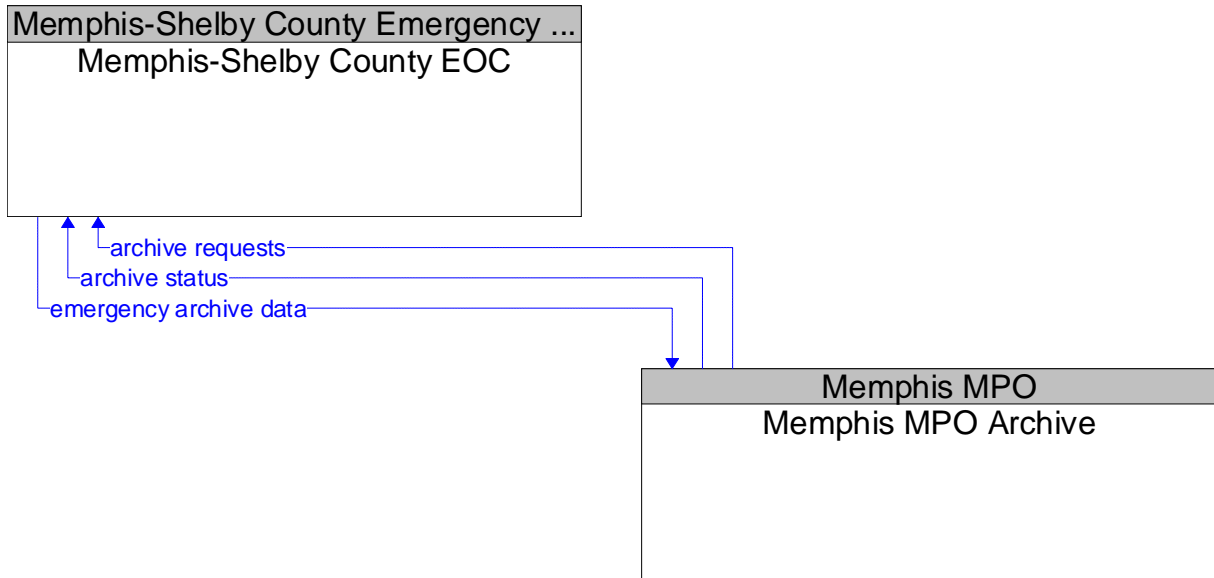 Memphis-Shelby County Emergency ...
Memphis-Shelby County EOC
archive requests
archive status
emergency archive data
Memphis MPO
Memphis MPO Archive